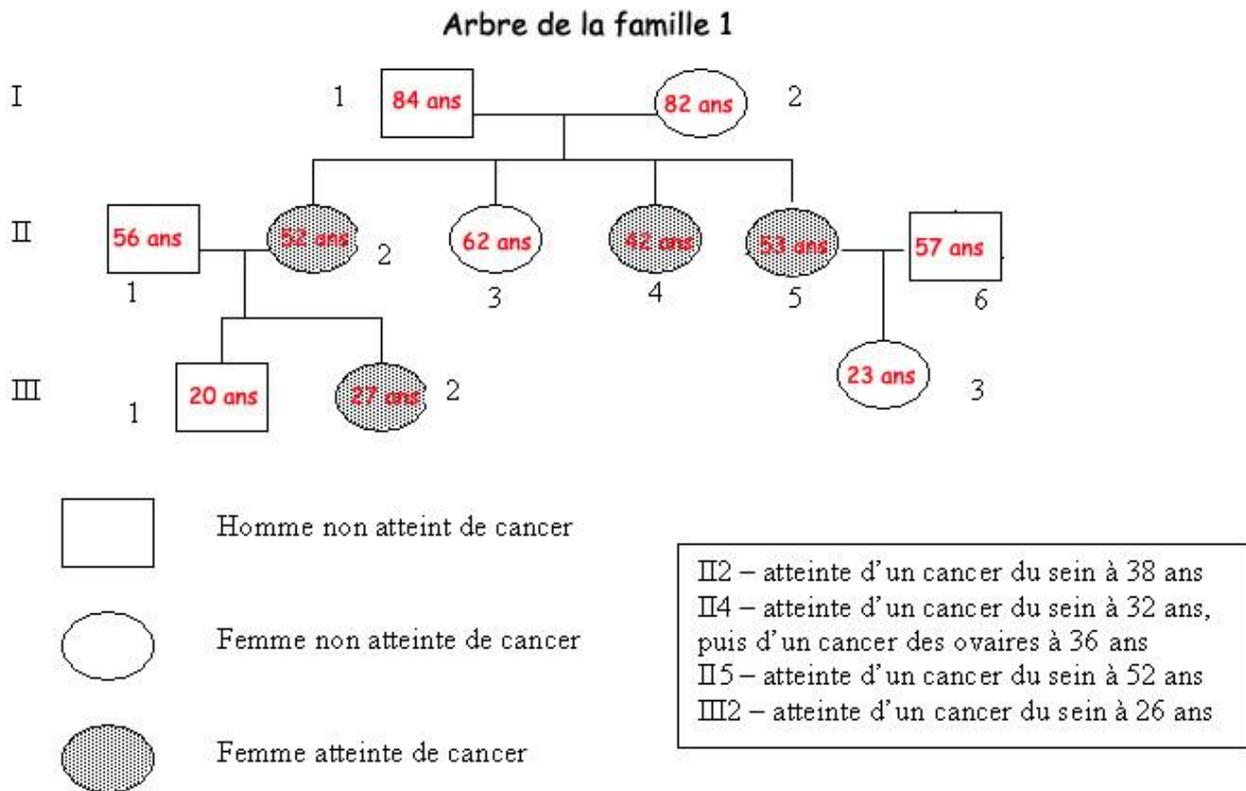 Arbre de la famille 1
I 1 84 ans 82 ans 2
II 56 ans 52 ans 2 62 ans 42 ans 53 ans 57 ans
1 3 4 5 6
III 1 20 ans 27 ans 2 23 ans 3
Homme non atteint de cancer
Femme non atteinte de cancer
Femme atteinte de cancer
II2 – atteinte d'un cancer du sein à 38 ans
II4 – atteinte d'un cancer du sein à 32 ans,
puis d'un cancer des ovaires à 36 ans
II5 – atteinte d'un cancer du sein à 52 ans
III2 – atteinte d'un cancer du sein à 26 ans